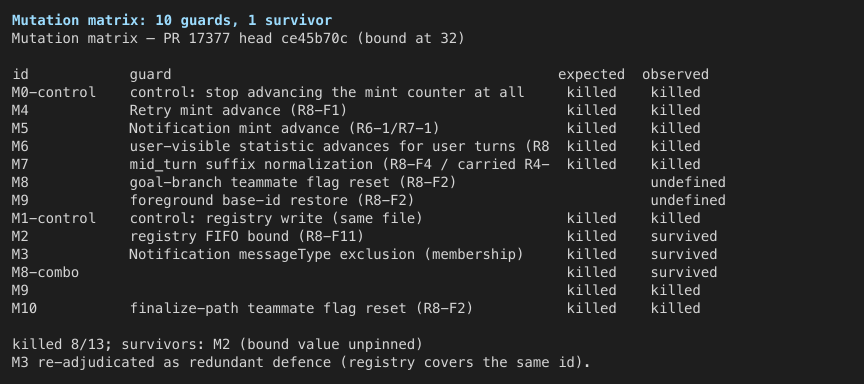 Mutation matrix: 10 guards, 1 survivor
Mutation matrix — PR 17377 head ce45b70c (bound at 32)
id guard expected observed
M0-control control: stop advancing the mint counter at all killed killed
M4 Retry mint advance (R8-F1) killed killed
M5 Notification mint advance (R6-1/R7-1) killed killed
M6 user-visible statistic advances for user turns (R8 killed killed
M7 mid_turn suffix normalization (R8-F4 / carried R4- killed killed
M8 goal-branch teammate flag reset (R8-F2) undefined
M9 foreground base-id restore (R8-F2) undefined
M1-control control: registry write (same file) killed killed
M2 registry FIFO bound (R8-F11) killed survived
M3 Notification messageType exclusion (membership) killed survived
M8-combo killed survived
M9 killed killed
M10 finalize-path teammate flag reset (R8-F2) killed killed
killed 8/13; survivors: M2 (bound value unpinned)
M3 re-adjudicated as redundant defence (registry covers the same id).